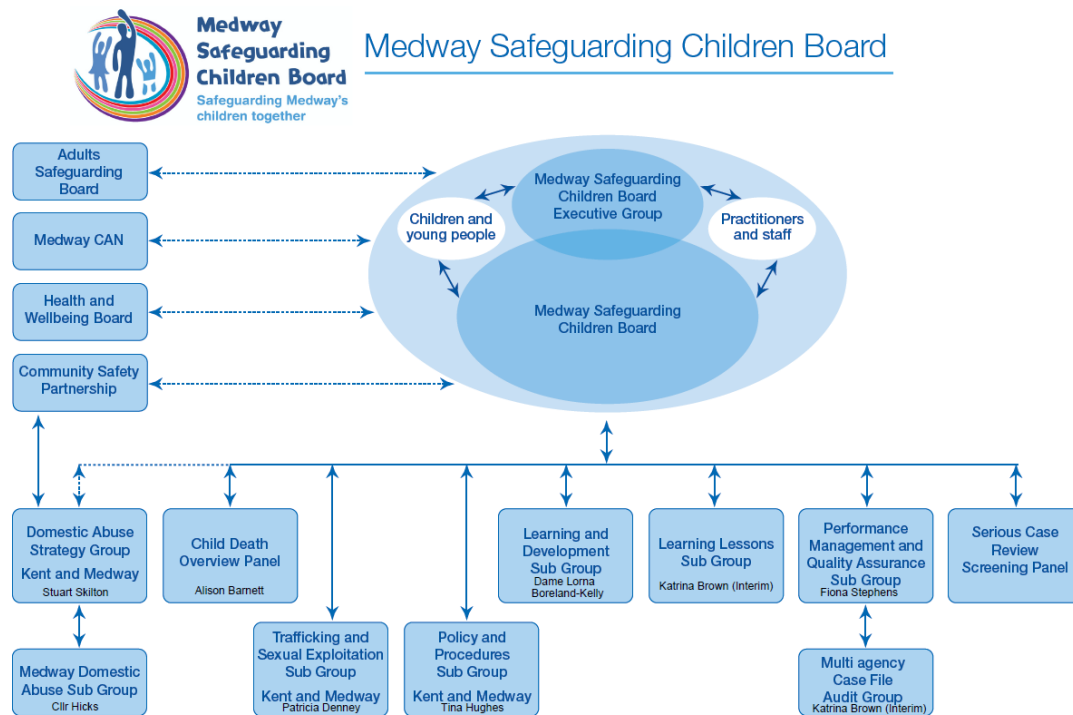 Medway
Safeguarding
Children Board
Safeguarding Medway's
children together
Medway Safeguarding Children Board
Adults
Safeguarding
Board
Medway CAN
Health and
Wellbeing Board
Community Safety
Partnership
Medway Safeguarding
Children Board
Executive Group
Children and
young people
Practitioners
and staff
Medway Safeguarding
Children Board
Domestic Abuse
Strategy Group
Kent and Medway
Stuart Skilton
Child Death
Overview Panel
Alison Barnett
Learning and
Development
Sub Group
Dame Lorna
Boreland-Kelly
Learning Lessons
Sub Group
Katrina Brown (Interim)
Performance
Management and
Quality Assurance
Sub Group
Fiona Stephens
Serious Case
Review
Screening Panel
Medway Domestic
Abuse Sub Group
Cllr Hicks
Trafficking and
Sexual Exploitation
Sub Group
Kent and Medway
Patricia Denney
Policy and
Procedures
Sub Group
Kent and Medway
Tina Hughes
Multi agency
Case File
Audit Group
Katrina Brown (Interim)